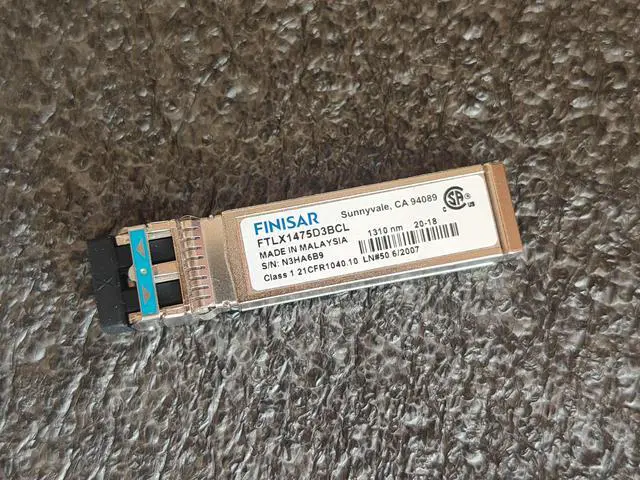 FINISAR Sunnyvale, CA 94089
FTLX1475D3BCL
MADE IN MALAYSIA 1310 nm 20-18
S/N: N3HA6B9
Class 1 21CFR1040.10 LN#50 6/2007